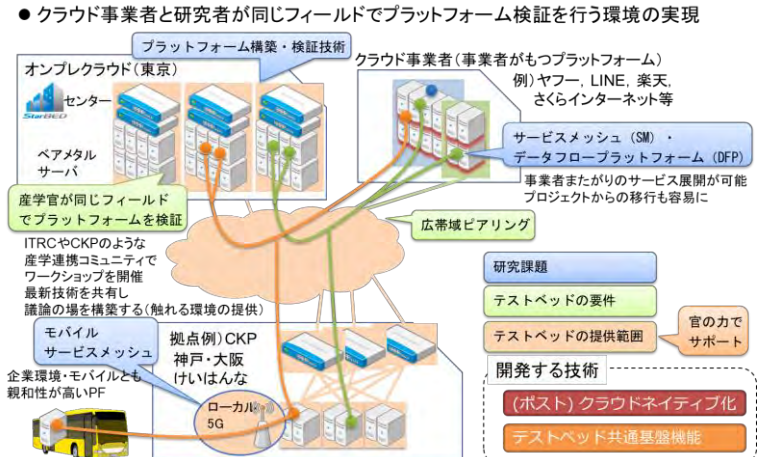 ● クラウド事業者と研究者が同じフィールドでプラットフォーム検証を行う環境の実現
プラットフォーム構築・検証技術
オンプレクラウド(東京)
StarBED
センター
ベアメタル
サーバ
クラウド事業者(事業者がもつプラットフォーム)
例)ヤフー, LINE, 楽天,
さくらインターネット等
サービスメッシュ(SM)・
データフロープラットフォーム(DFP)
事業者またがりのサービス展開が可能
プロジェクトからの移行も容易に
産学官が同じフィールド
でプラットフォームを検証
ITRCやCKPのような
産学連携コミュニティで
ワークショップを開催
最新技術を共有し
議論の場を構築する(触れる環境の提供)
広帯域ピアリング
モバイル
サービスメッシュ
企業環境・モバイルとも
親和性が高いPF
拠点例)CKP
神戸・大阪
けいはんな
ローカル
5G
研究課題
テストベッドの要件
テストベッドの提供範囲
官の力で
サポート
開発する技術
(ポスト)クラウドネイティブ化
テストベッド共通基盤機能